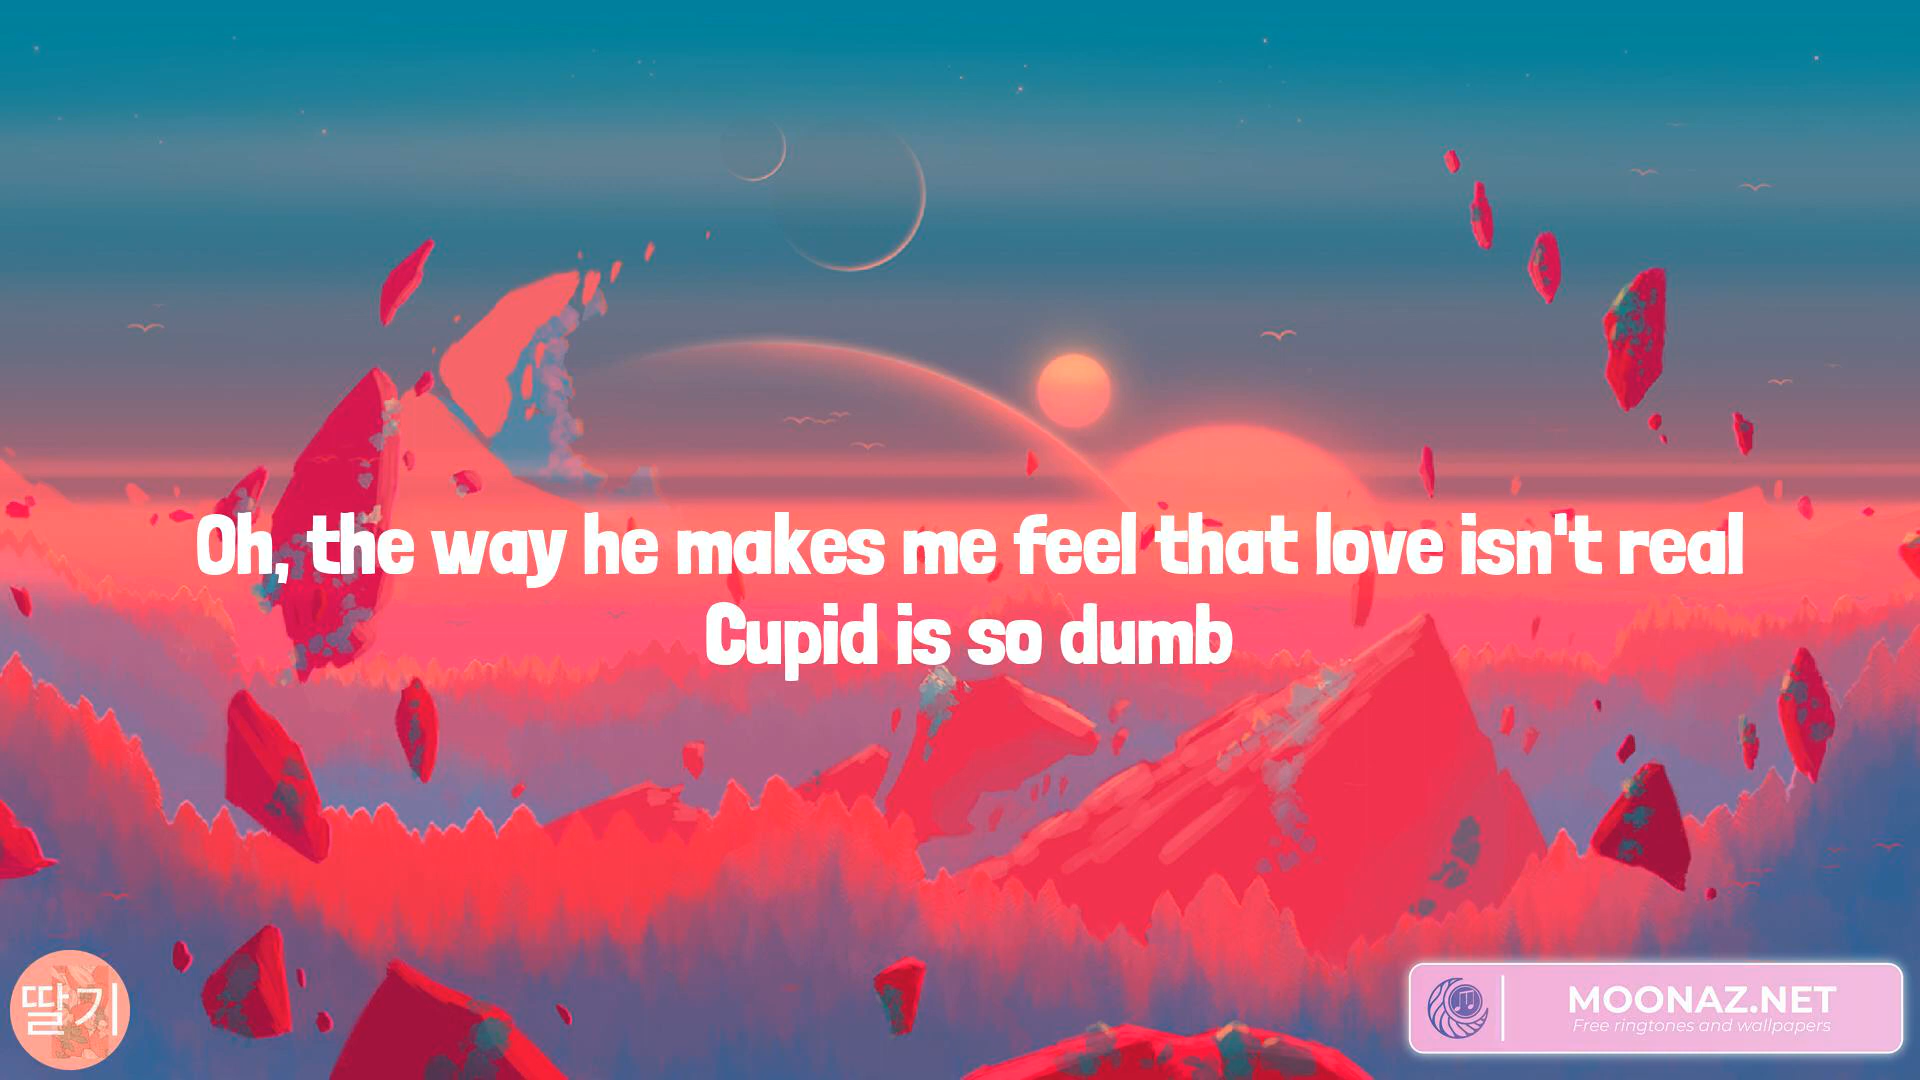 Oh, the way he makes me feel that love isn't real
Cupid is so dumb
딸기
MOONAZ.NET
Free ringtones and wallpapers